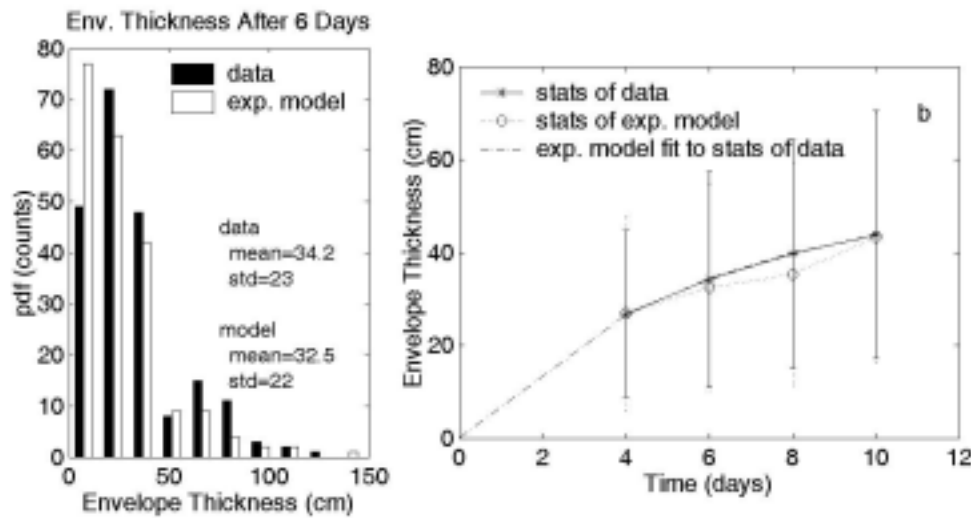 Env. Thickness After 6 Days
80
70
60
50
40
30
20
10
0
pdf (counts)
data
exp. model
data
mean=34.2
std=23
model
mean=32.5
std=22
0 50 100 150
Envelope Thickness (cm)
80
60
40
20
0
Envelope Thickness (cm)
stats of data
stats of exp. model
exp. model fit to stats of data
b
0 2 4 6 8 10 12
Time (days)